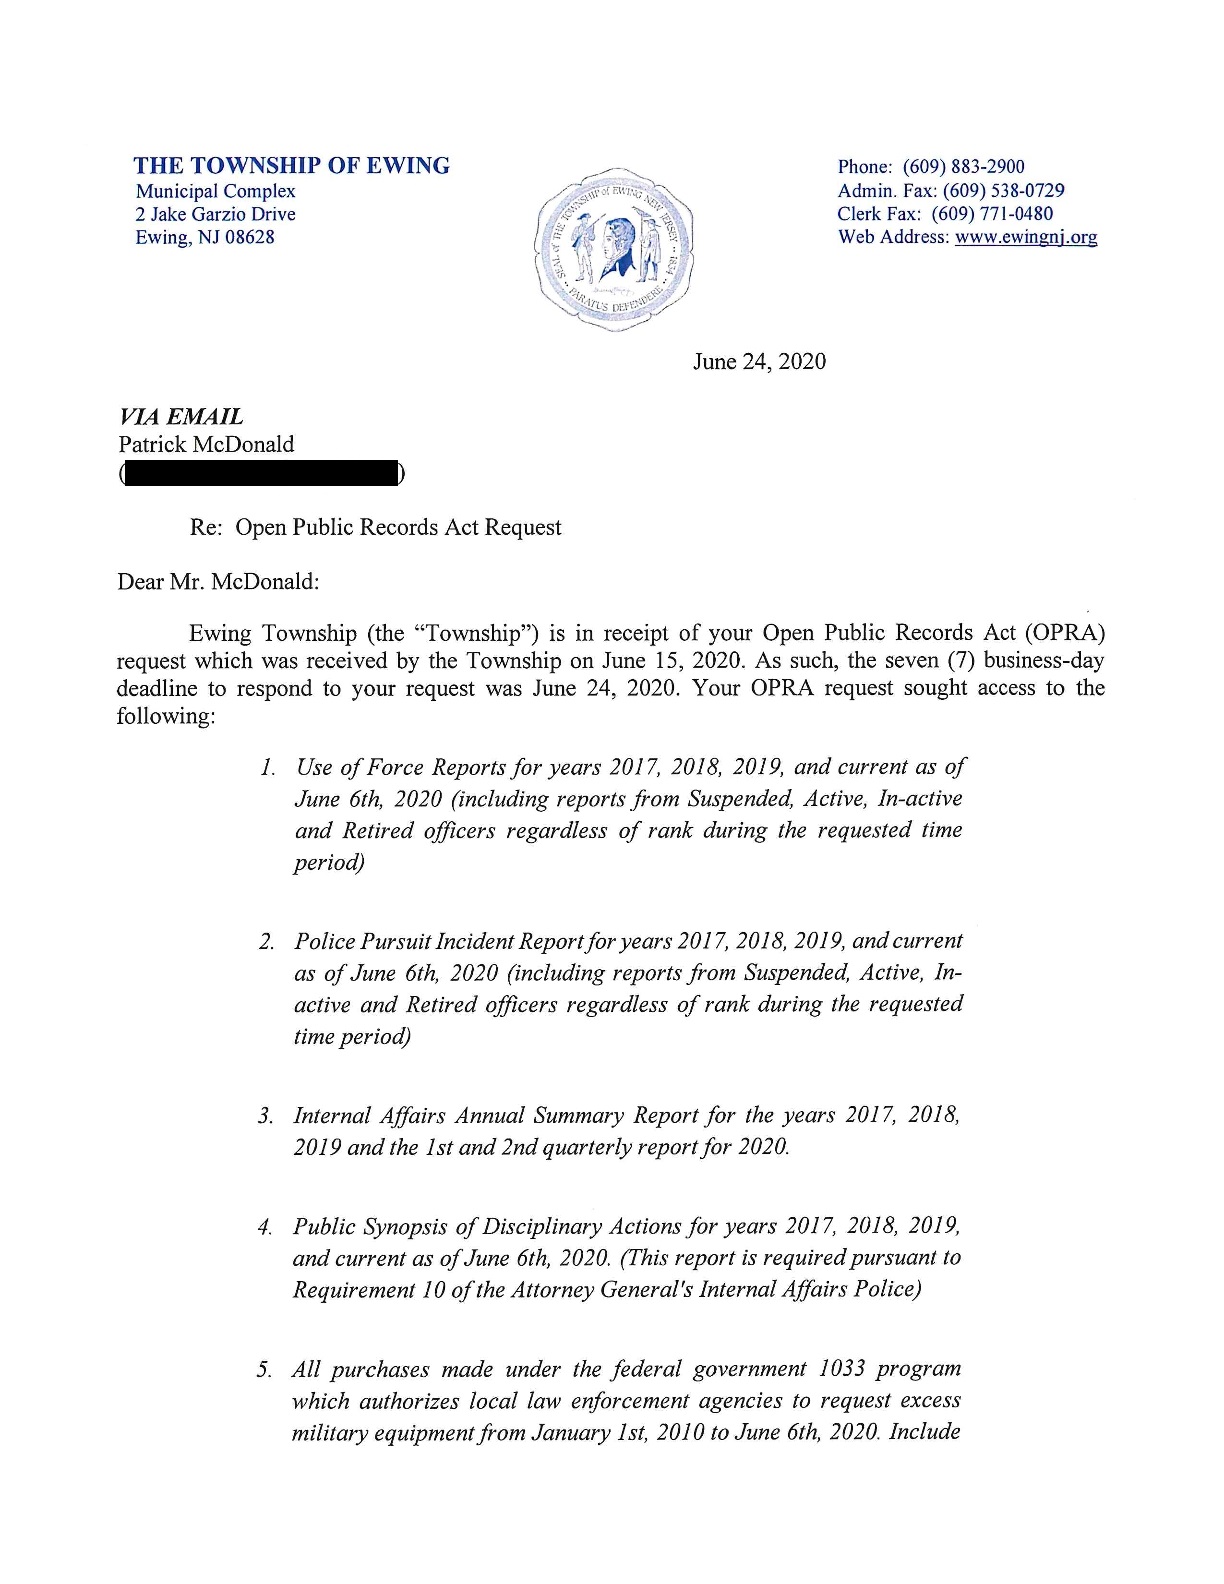 THE TOWNSHIP OF EWING
Municipal Complex
2 Jake Garzio Drive
Ewing, NJ 08628
SEAL of THE TOWNSHIP of EWING NEW JERSEY 1834
PARATUS DEFENDERE
Phone: (609) 883-2900
Admin. Fax: (609) 538-0729
Clerk Fax: (609) 771-0480
Web Address: www.ewingnj.org
June 24, 2020
VIA EMAIL
Patrick McDonald
( )
Re: Open Public Records Act Request
Dear Mr. McDonald:
Ewing Township (the “Township”) is in receipt of your Open Public Records Act (OPRA)
request which was received by the Township on June 15, 2020. As such, the seven (7) business-day
deadline to respond to your request was June 24, 2020. Your OPRA request sought access to the
following:
1. Use of Force Reports for years 2017, 2018, 2019, and current as of
June 6th, 2020 (including reports from Suspended, Active, In-active
and Retired officers regardless of rank during the requested time
period)
2. Police Pursuit Incident Report for years 2017, 2018, 2019, and current
as of June 6th, 2020 (including reports from Suspended, Active, In-
active and Retired officers regardless of rank during the requested
time period)
3. Internal Affairs Annual Summary Report for the years 2017, 2018,
2019 and the 1st and 2nd quarterly report for 2020.
4. Public Synopsis of Disciplinary Actions for years 2017, 2018, 2019,
and current as of June 6th, 2020. (This report is required pursuant to
Requirement 10 of the Attorney General's Internal Affairs Police)
5. All purchases made under the federal government 1033 program
which authorizes local law enforcement agencies to request excess
military equipment from January 1st, 2010 to June 6th, 2020. Include